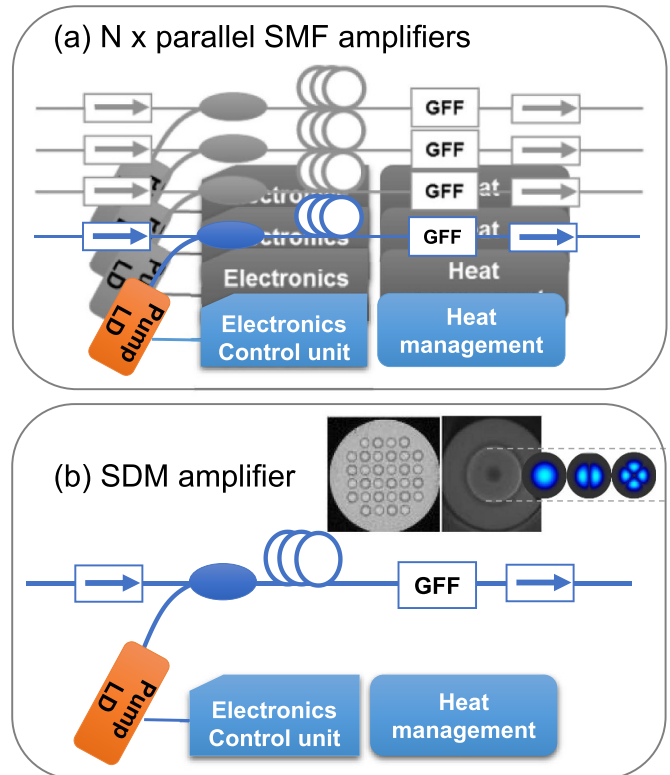 (a) N x parallel SMF amplifiers
GFF
GFF
GFF
GFF
Electronics
Heat
Pump
LD
Electronics
Control unit
Heat
management
(b) SDM amplifier
GFF
Pump
LD
Electronics
Control unit
Heat
management